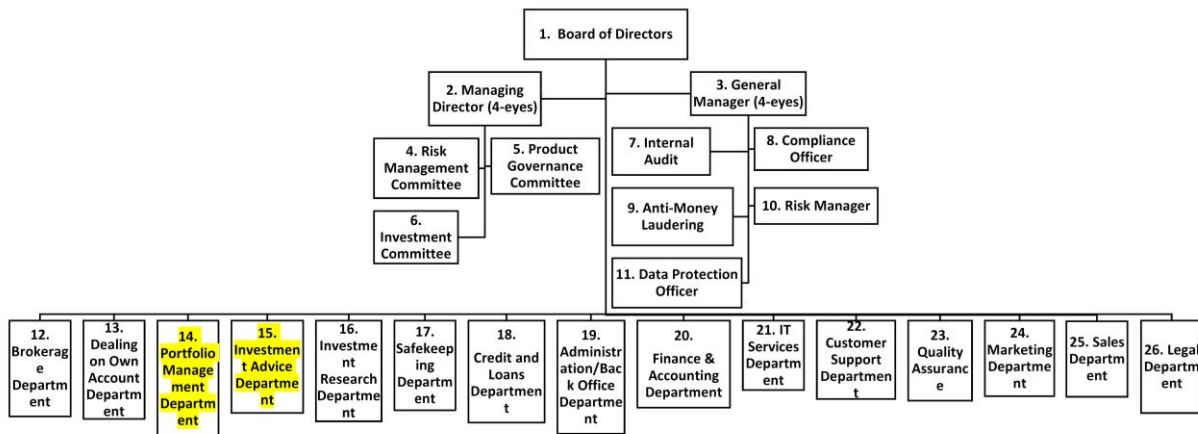 1. Board of Directors
2. Managing
Director (4-eyes)
3. General
Manager (4-eyes)
4. Risk
Management
Committee
5. Product
Governance
Committee
7. Internal
Audit
8. Compliance
Officer
6.
Investment
Committee
9. Anti-Money
Laudering
10. Risk Manager
11. Data Protection
Officer
12.
Brokerag
e
Departm
ent
13.
Dealing
on Own
Account
Departm
ent
14.
Portfolio
Manage
ment
Departm
ent
15.
Investmen
t Advice
Departme
nt
16.
Investme
nt
Research
Departm
ent
17.
Safekeep
ing
Departm
ent
18.
Credit and
Loans
Departmen
t
19.
Administr
ation/Bac
k Office
Departme
nt
20.
Finance &
Accounting
Department
21. IT
Services
Departm
ent
22.
Customer
Support
Departmen
t
23.
Quality
Assuranc
e
24.
Marketing
Departme
nt
25. Sales
Departm
ent
26. Legal
Departm
ent